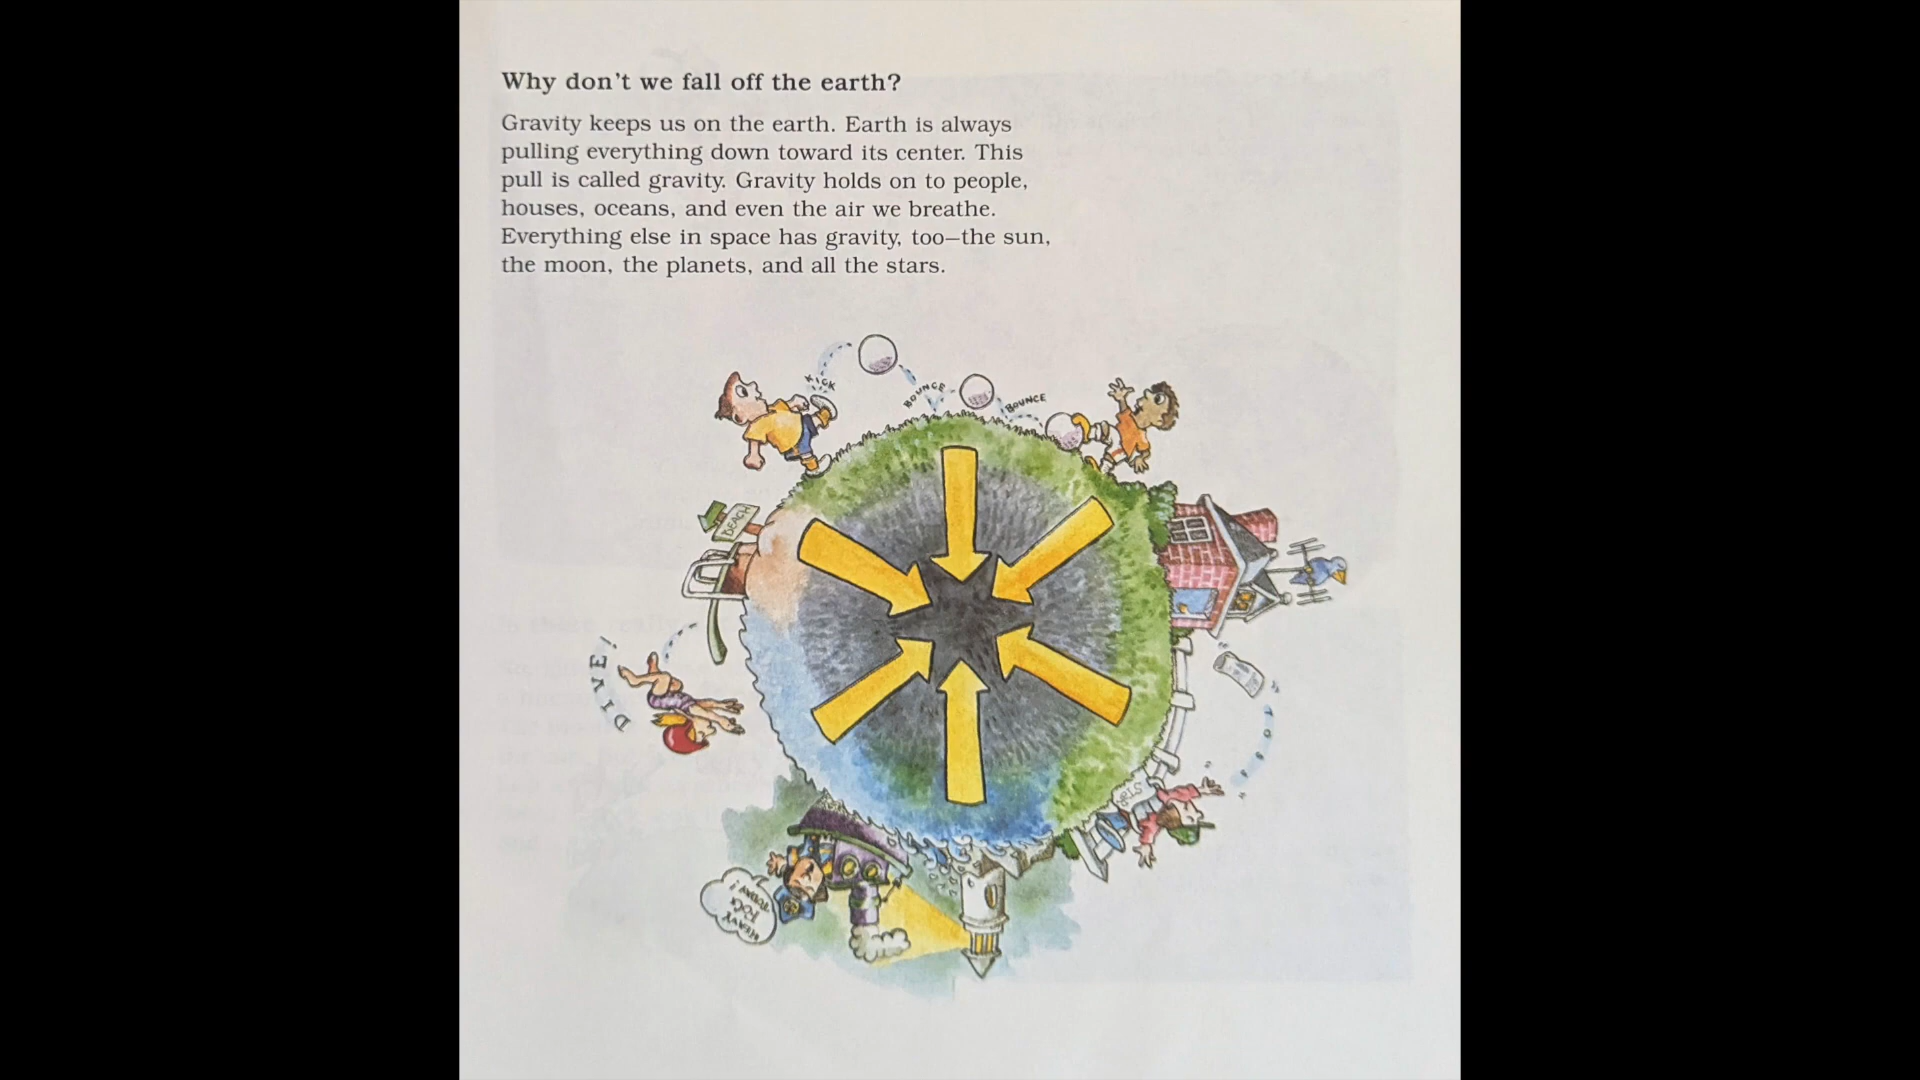 Why don't we fall off the earth?
Gravity keeps us on the earth. Earth is always
pulling everything down toward its center. This
pull is called gravity. Gravity holds on to people,
houses, oceans, and even the air we breathe.
Everything else in space has gravity, too—the sun,
the moon, the planets, and all the stars.
KICK
BOUNCE
BOUNCE
BEACH
DIVE!
TOSS
HEAVY
FOG
TODAY!